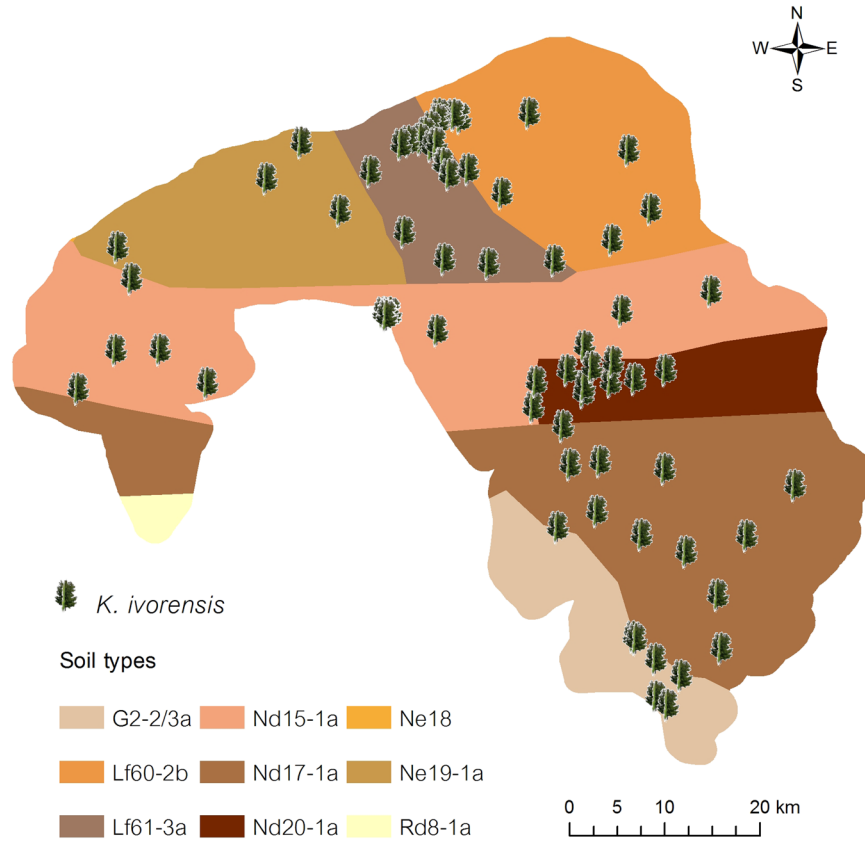 N
W E
S
K. ivorensis
Soil types
G2-2/3a Nd15-1a Ne18
Lf60-2b Nd17-1a Ne19-1a
Lf61-3a Nd20-1a Rd8-1a
0 5 10 20 km